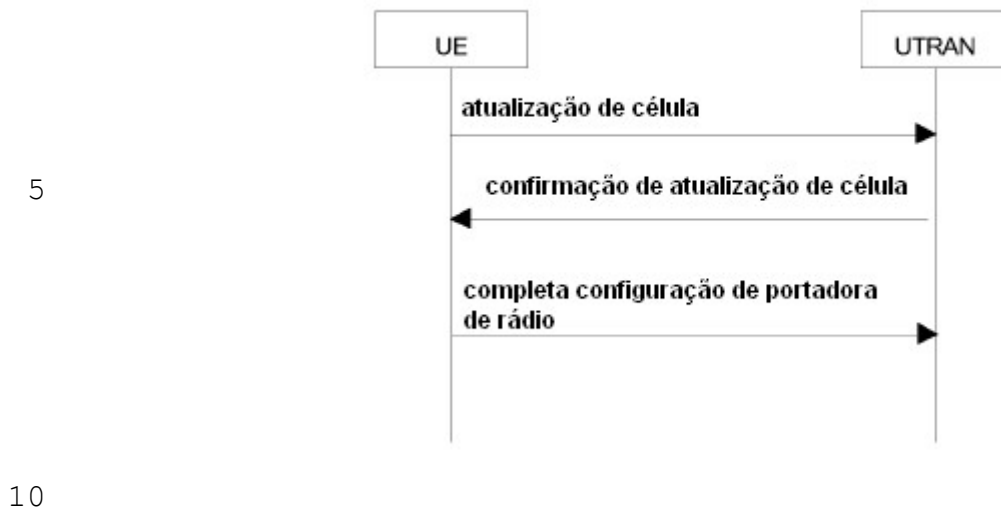 UE
UTRAN
atualização de célula
5
confirmação de atualização de célula
completa configuração de portadora
de rádio
10